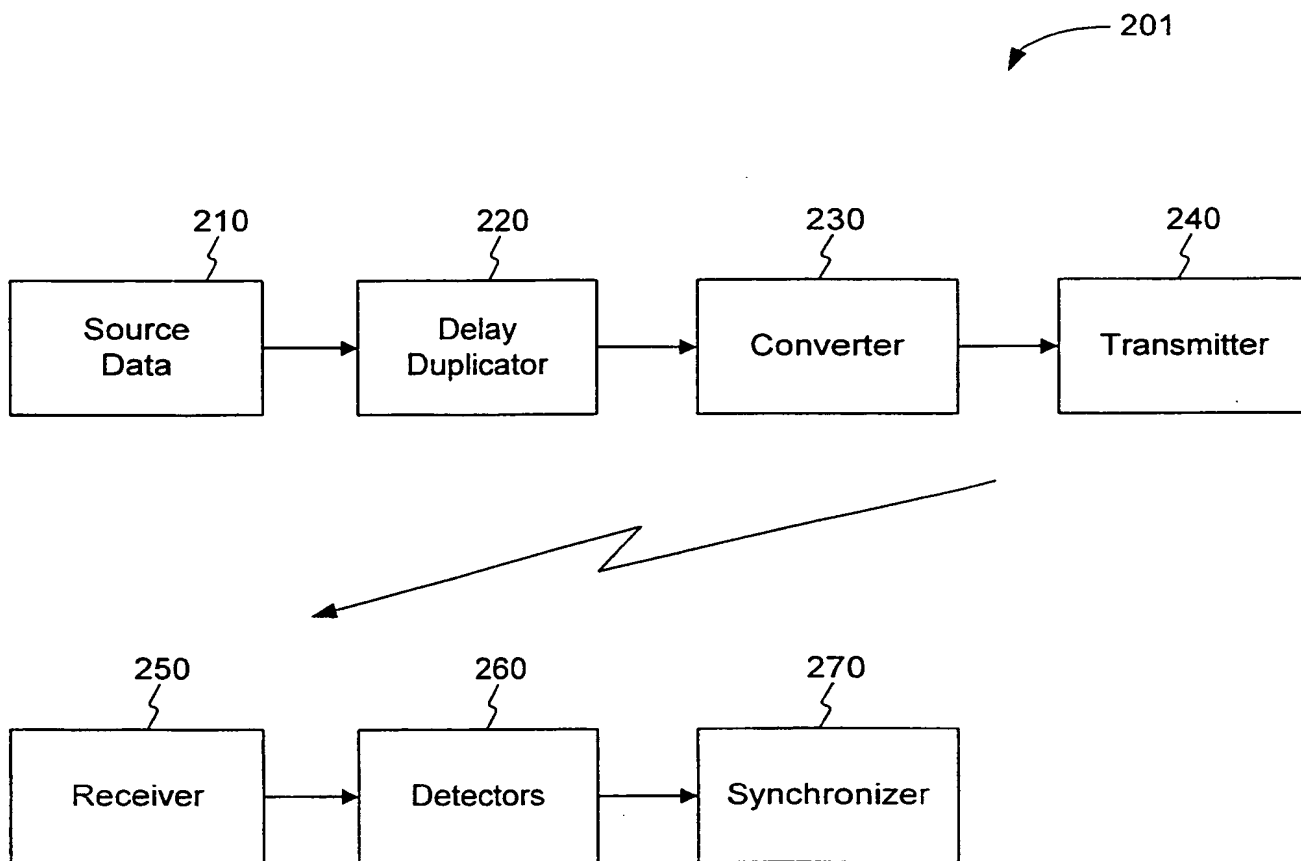 201
210
220
230
240
Source
Data
Delay
Duplicator
Converter
Transmitter
250
260
270
Receiver
Detectors
Synchronizer